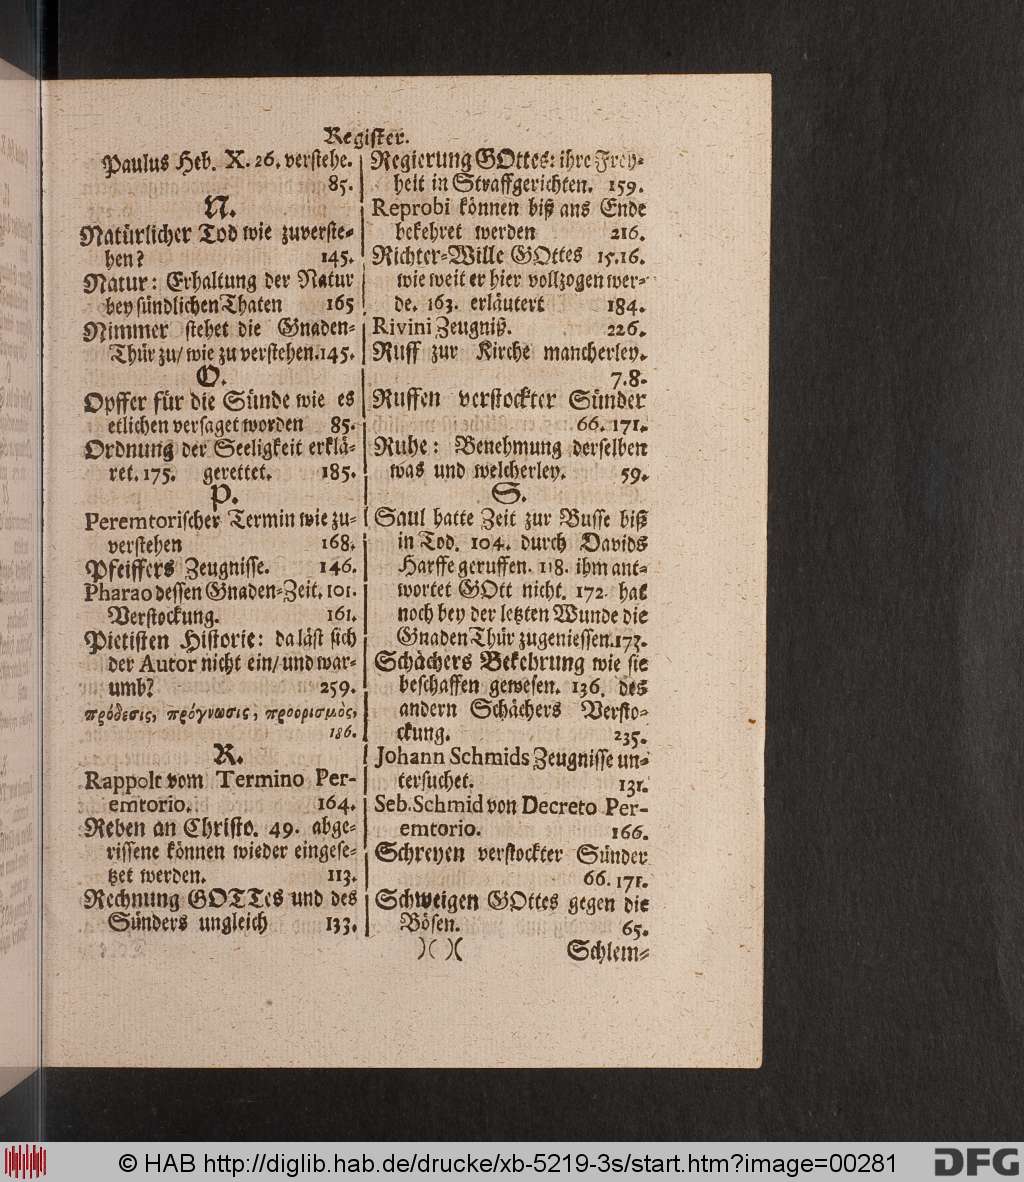 Register.
Paulus Heb. X. 26. verstehe.
85.
N.
Natürlicher Tod wie zuverste-
hen? 145.
Natur: Erhaltung der Natur
bey sündlichen Thaten 165
Nimmer stehet die Gnaden-
Thür zu/ wie zu verstehen. 145.
O.
Opffer für die Sünde wie es
etlichen versaget worden 85.
Ordnung der Seeligkeit erklä-
ret. 175. gerettet. 185.
P.
Peremtorischer Termin wie zu-
verstehen 168.
Pfeiffers Zeugnisse. 146.
Pharao dessen Gnaden-Zeit. 101.
Verstockung. 161.
Pietisten Historie: da läst sich
der Autor nicht ein/ und war-
umb? 259.
πρόθεσις, πρόγνωσις, προορισμὸς,
186.
R.
Rappolt vom Termino Per-
emtorio. 164.
Reben an Christo. 49. abge-
rissene können wieder eingese-
tzet werden. 113.
Rechnung GOTTes und des
Sünders ungleich 133.
Regierung GOttes: ihre Frey-
heit in Straffgerichten. 159.
Reprobi können biß ans Ende
bekehret werden 216.
Richter-Wille GOttes 15.16.
wie weit er hier vollzogen wer-
de. 163. erläutert 184.
Rivini Zeugniß. 226.
Ruff zur Kirche mancherley.
7.8.
Ruffen verstockter Sünder
66. 171.
Ruhe: Benehmung derselben
was und welcherley. 59.
S.
Saul hatte Zeit zur Busse biß
in Tod. 104. durch Davids
Harffe geruffen. 118. ihm ant-
wortet GOtt nicht. 172 hat
noch bey der letzten Wunde die
Gnaden Thür zugeniessen. 173.
Schächers Bekehrung wie sie
beschaffen gewesen. 136. des
andern Schächers Versto-
ckung. 235.
Johann Schmids Zeugnisse un-
tersuchet. 131.
Seb. Schmid von Decreto Per-
emtorio. 166.
Schreyen verstockter Sünder
66. 171.
Schweigen GOttes gegen die
Bösen. 65.
)( )( Schlem-
© HAB http://diglib.hab.de/drucke/xb-5219-3s/start.htm?image=00281
DFG